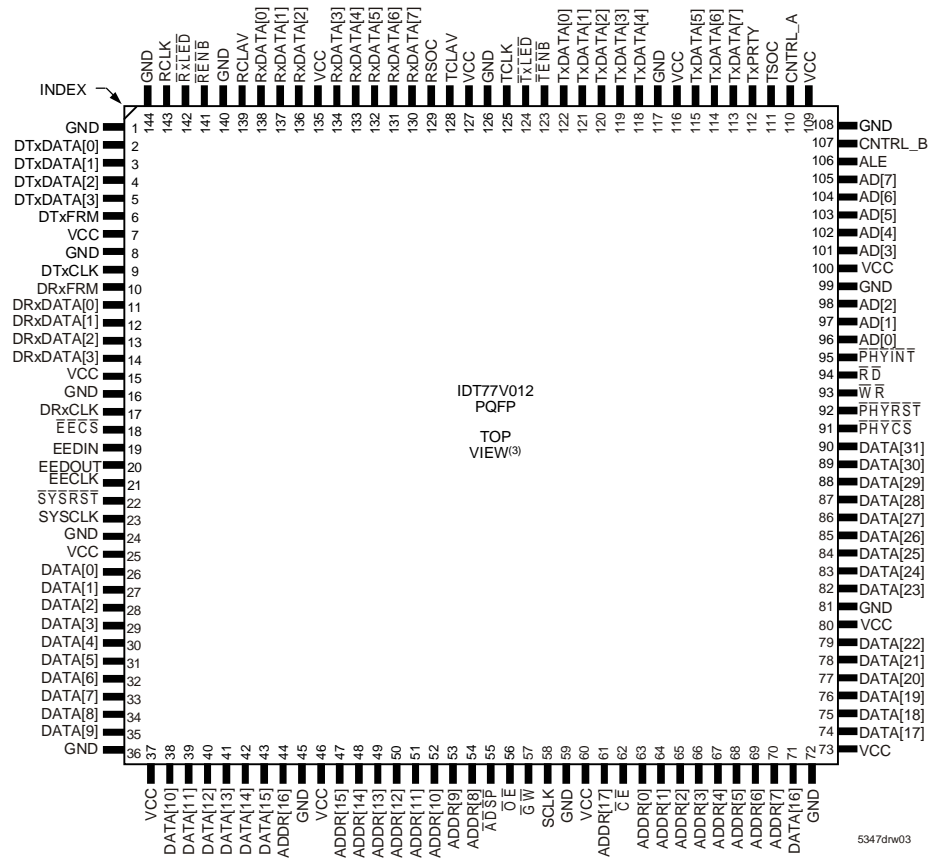 INDEX
GND 144
RCLK 143
RxLED 142
RENB 141
GND 140
RCLAV 139
RxDATA[0] 138
RxDATA[1] 137
RxDATA[2] 136
VCC 135
RxDATA[3] 134
RxDATA[4] 133
RxDATA[5] 132
RxDATA[6] 131
RxDATA[7] 130
RSOC 129
TCLAV 128
VCC 127
GND 126
TCLK 125
TxLED 124
TENB 123
TxDATA[0] 122
TxDATA[1] 121
TxDATA[2] 120
TxDATA[3] 119
TxDATA[4] 118
GND 117
VCC 116
TxDATA[5] 115
TxDATA[6] 114
TxDATA[7] 113
TxPRTY 112
TSOC 111
CNTRL_A 110
VCC 109
GND 1
DTxDATA[0] 2
DTxDATA[1] 3
DTxDATA[2] 4
DTxDATA[3] 5
DTxFRM 6
VCC 7
GND 8
DTxCLK 9
DRxFRM 10
DRxDATA[0] 11
DRxDATA[1] 12
DRxDATA[2] 13
DRxDATA[3] 14
VCC 15
GND 16
DRxCLK 17
EECS 18
EEDIN 19
EEDOUT 20
EECLK 21
SYSRST 22
SYSCLK 23
GND 24
VCC 25
DATA[0] 26
DATA[1] 27
DATA[2] 28
DATA[3] 29
DATA[4] 30
DATA[5] 31
DATA[6] 32
DATA[7] 33
DATA[8] 34
DATA[9] 35
GND 36
IDT77V012
PQFP
TOP
VIEW(3)
108 GND
107 CNTRL_B
106 ALE
105 AD[7]
104 AD[6]
103 AD[5]
102 AD[4]
101 AD[3]
100 VCC
99 GND
98 AD[2]
97 AD[1]
96 AD[0]
95 PHYINT
94 RD
93 WR
92 PHYRST
91 PHYCS
90 DATA[31]
89 DATA[30]
88 DATA[29]
87 DATA[28]
86 DATA[27]
85 DATA[26]
84 DATA[25]
83 DATA[24]
82 DATA[23]
81 GND
80 VCC
79 DATA[22]
78 DATA[21]
77 DATA[20]
76 DATA[19]
75 DATA[18]
74 DATA[17]
73 VCC
VCC 37
DATA[10] 38
DATA[11] 39
DATA[12] 40
DATA[13] 41
DATA[14] 42
DATA[15] 43
ADDR[16] 44
GND 45
VCC 46
ADDR[15] 47
ADDR[14] 48
ADDR[13] 49
ADDR[12] 50
ADDR[11] 51
ADDR[10] 52
ADDR[9] 53
ADDR[8] 54
ADSP 55
OE 56
GW 57
SCLK 58
GND 59
VCC 60
ADDR[17] 61
CE 62
ADDR[0] 63
ADDR[1] 64
ADDR[2] 65
ADDR[3] 66
ADDR[4] 67
ADDR[5] 68
ADDR[6] 69
ADDR[7] 70
DATA[16] 71
GND 72
5347drw03